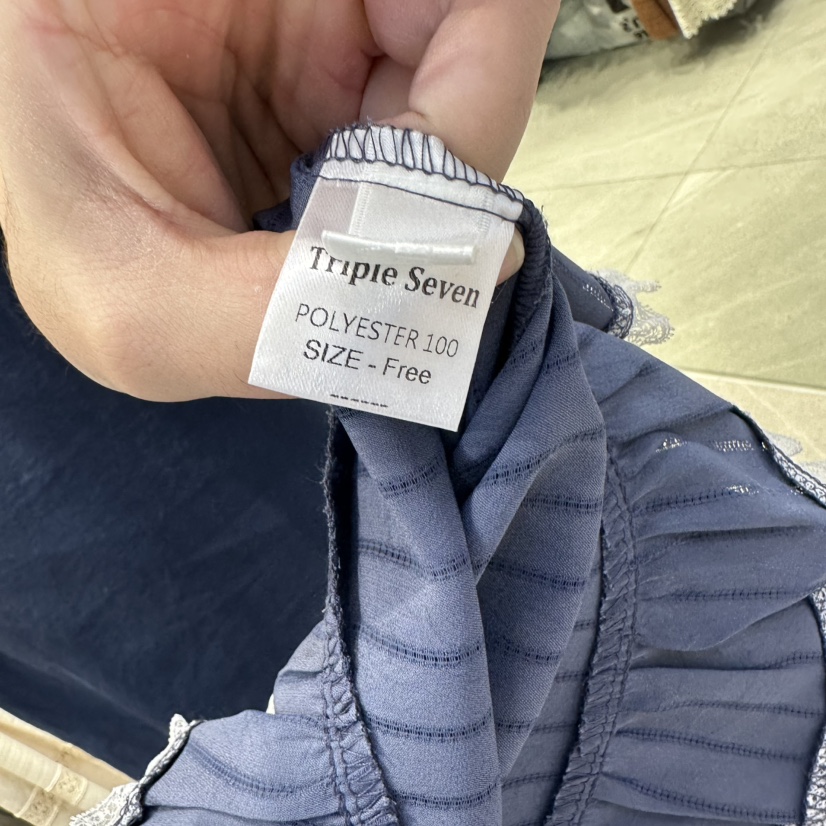 Triple Seven
POLYESTER 100
SIZE - Free
------